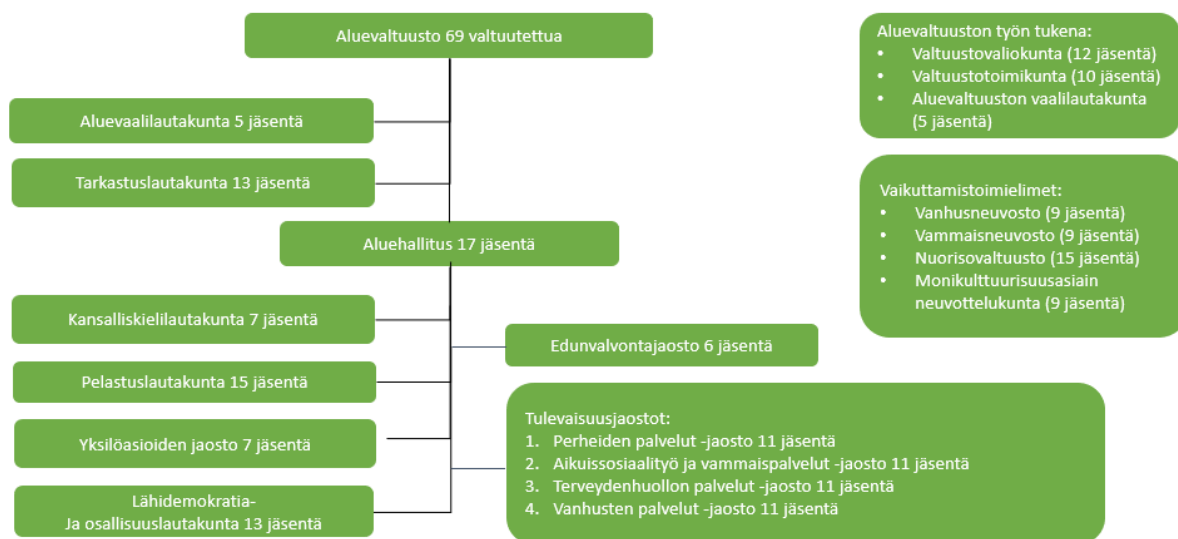 Aluevaltuusto 69 valtuutettua
Aluevaalilautakunta 5 jäsentä
Tarkastuslautakunta 13 jäsentä
Aluehallitus 17 jäsentä
Kansalliskielilautakunta 7 jäsentä
Pelastuslautakunta 15 jäsentä
Yksilöasioiden jaosto 7 jäsentä
Lähidemokratia-
Ja osallisuuslautakunta 13 jäsentä
Edunvalvontajaosto 6 jäsentä
Tulevaisuusjaostot:
1. Perheiden palvelut -jaosto 11 jäsentä
2. Aikuissosiaalityö ja vammaispalvelut -jaosto 11 jäsentä
3. Terveydenhuollon palvelut -jaosto 11 jäsentä
4. Vanhusten palvelut -jaosto 11 jäsentä
Aluevaltuuston työn tukena:
• Valtuustovaliokunta (12 jäsentä)
• Valtuustotoimikunta (10 jäsentä)
• Aluevaltuuston vaalilautakunta
(5 jäsentä)
Vaikuttamistoimielimet:
• Vanhusneuvosto (9 jäsentä)
• Vammaisneuvosto (9 jäsentä)
• Nuorisovaltuusto (15 jäsentä)
• Monikulttuurisuusasiain
neuvottelukunta (9 jäsentä)